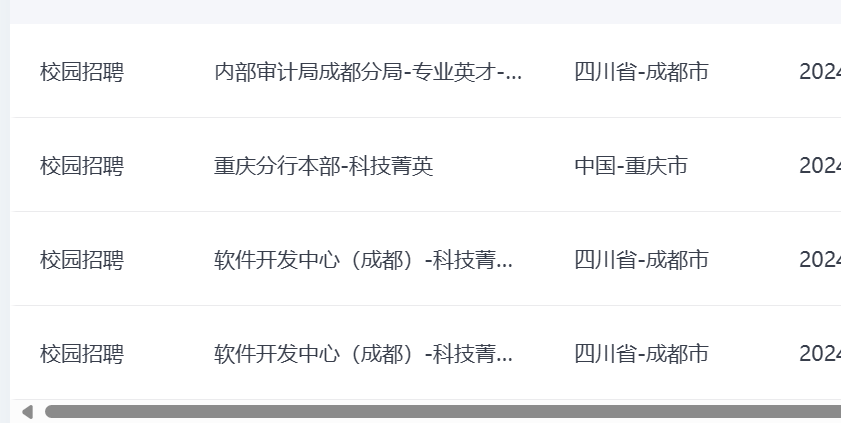 校园招聘 内部审计局成都分局-专业英才-... 四川省-成都市 2024
校园招聘 重庆分行本部-科技菁英 中国-重庆市 2024
校园招聘 软件开发中心（成都）-科技菁... 四川省-成都市 2024
校园招聘 软件开发中心（成都）-科技菁... 四川省-成都市 2024